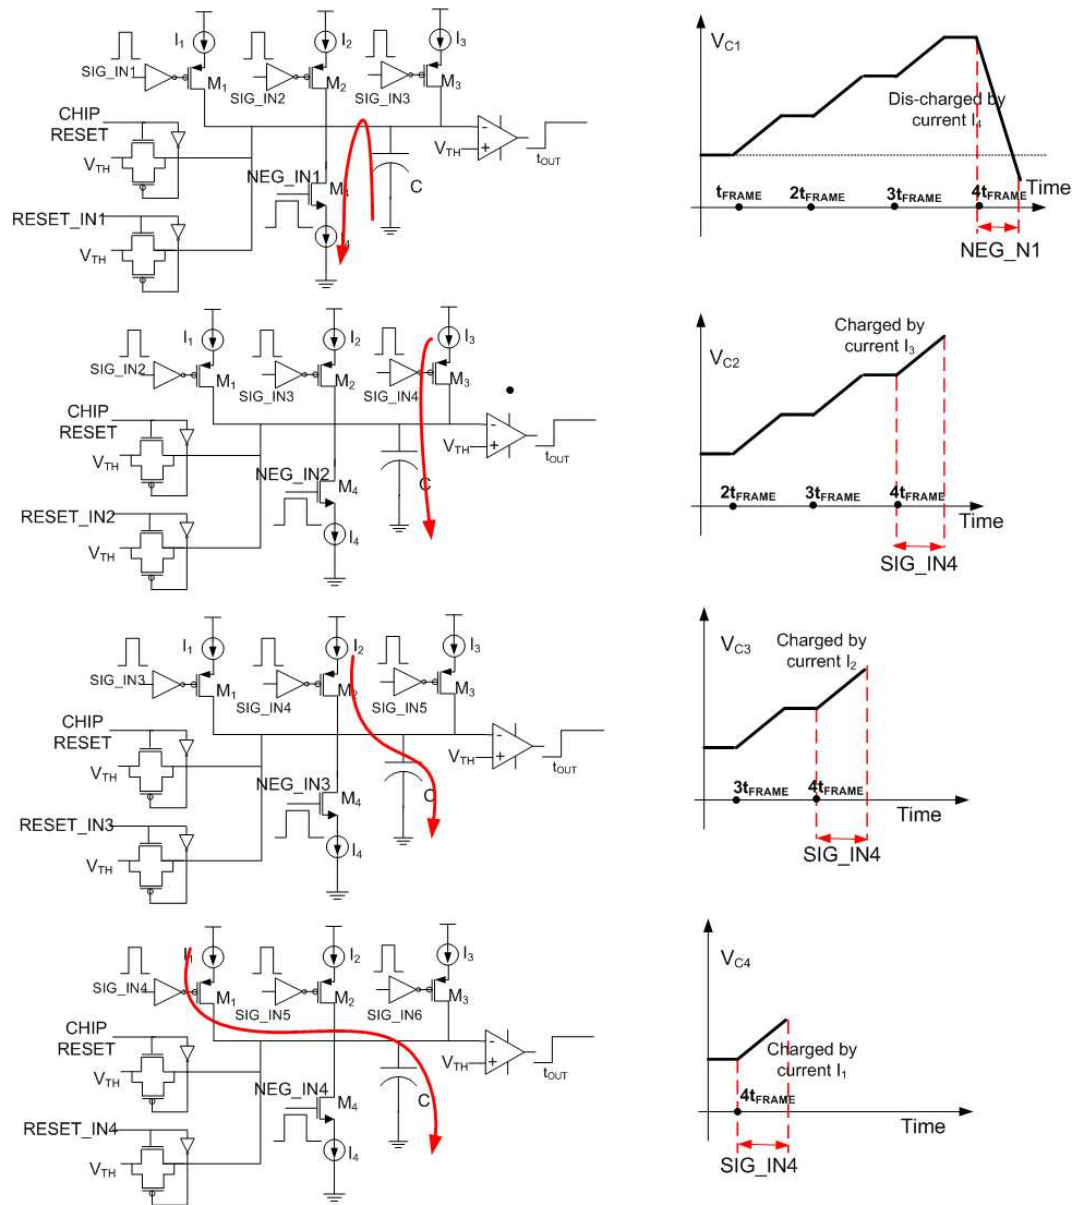 I1
I2
I3
SIG_IN1
M1
SIG_IN2
M2
SIG_IN3
M3
CHIP
RESET
VTH
VTH
-
+
tOUT
NEG_IN1
M4
C
RESET_IN1
VTH
I4
VC1
Dis-charged by
current I4
tFRAME
2tFRAME
3tFRAME
4tFRAME
Time
NEG_N1
I1
I2
I3
SIG_IN2
M1
SIG_IN3
M2
SIG_IN4
M3
CHIP
RESET
VTH
VTH
-
+
tOUT
NEG_IN2
M4
C
RESET_IN2
VTH
I4
VC2
Charged by
current I3
2tFRAME
3tFRAME
4tFRAME
Time
SIG_IN4
I1
I2
I3
SIG_IN3
M1
SIG_IN4
M2
SIG_IN5
M3
CHIP
RESET
VTH
VTH
-
+
tOUT
NEG_IN3
M4
C
RESET_IN3
VTH
I4
VC3
Charged by
current I2
3tFRAME
4tFRAME
Time
SIG_IN4
I1
I2
I3
SIG_IN4
M1
SIG_IN5
M2
SIG_IN6
M3
CHIP
RESET
VTH
VTH
-
+
tOUT
NEG_IN4
M4
C
RESET_IN4
VTH
I4
VC4
Charged by
current I1
4tFRAME
Time
SIG_IN4